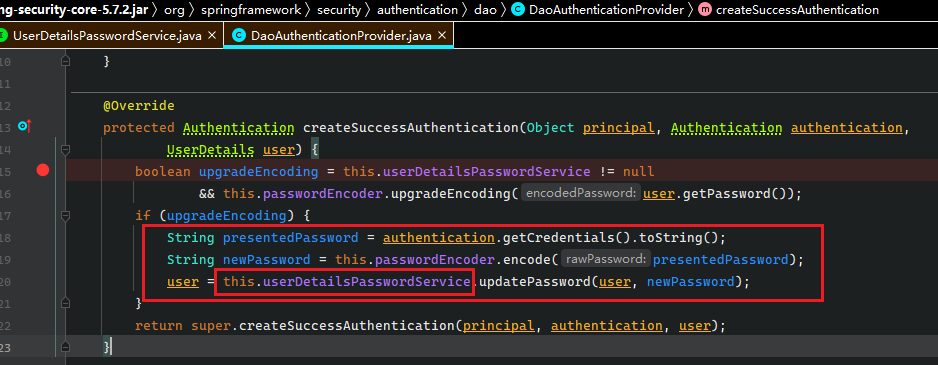 ng-security-core-5.7.2.jar / org / springframework / security / authentication / dao / C DaoAuthenticationProvider / m createSuccessAuthentication
I UserDetailsPasswordService.java × C DaoAuthenticationProvider.java ×
10 }
11
12 @Override
13 protected Authentication createSuccessAuthentication(Object principal, Authentication authentication,
14 UserDetails user) {
15 boolean upgradeEncoding = this.userDetailsPasswordService != null
16 && this.passwordEncoder.upgradeEncoding( encodedPassword: user.getPassword());
17 if (upgradeEncoding) {
18 String presentedPassword = authentication.getCredentials().toString();
19 String newPassword = this.passwordEncoder.encode( rawPassword: presentedPassword);
20 user = this.userDetailsPasswordService.updatePassword(user, newPassword);
21 }
22 return super.createSuccessAuthentication(principal, authentication, user);
23 }